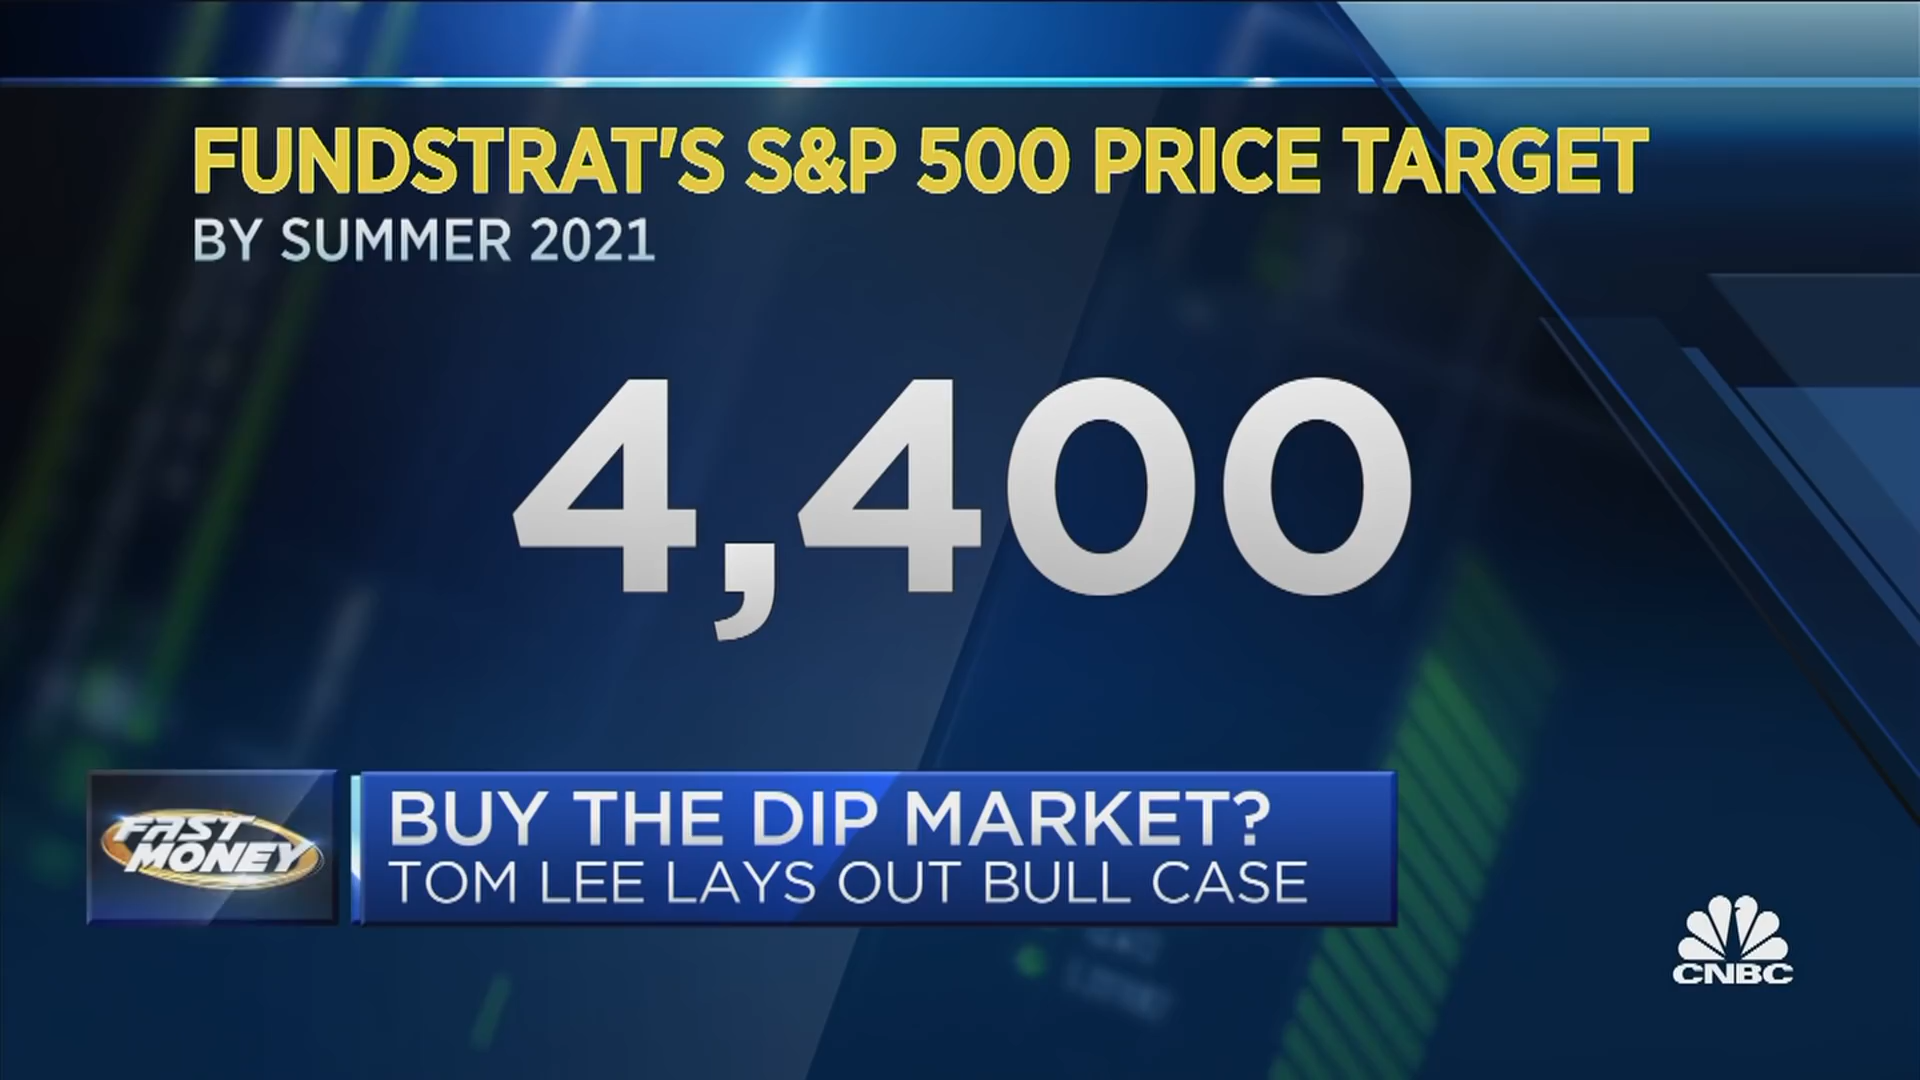 FUNDSTRAT'S S&P 500 PRICE TARGET
BY SUMMER 2021
4,400
FAST
MONEY
BUY THE DIP MARKET?
TOM LEE LAYS OUT BULL CASE
CNBC